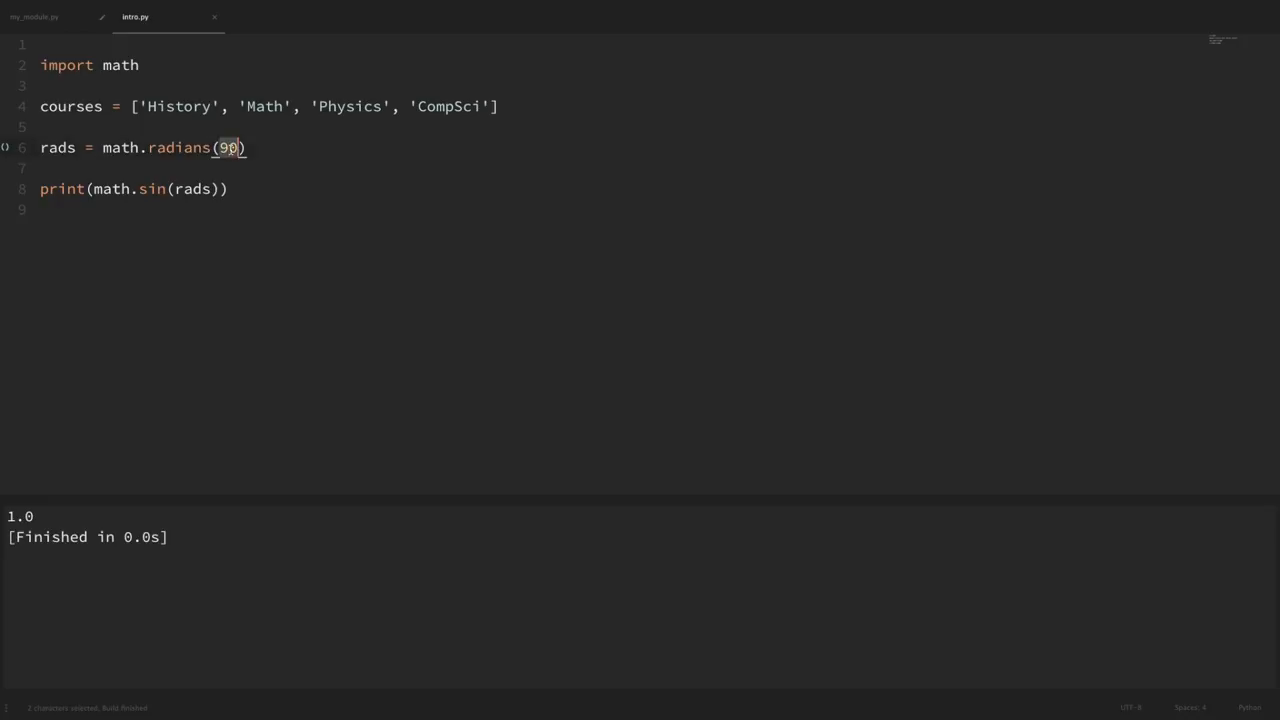 my_module.py
intro.py
1
2 import math
3
4 courses = ['History', 'Math', 'Physics', 'CompSci']
5
6 rads = math.radians(90)
7
8 print(math.sin(rads))
9
1.0
[Finished in 0.0s]
2 characters selected, Build finished
UTF-8
Spaces: 4
Python